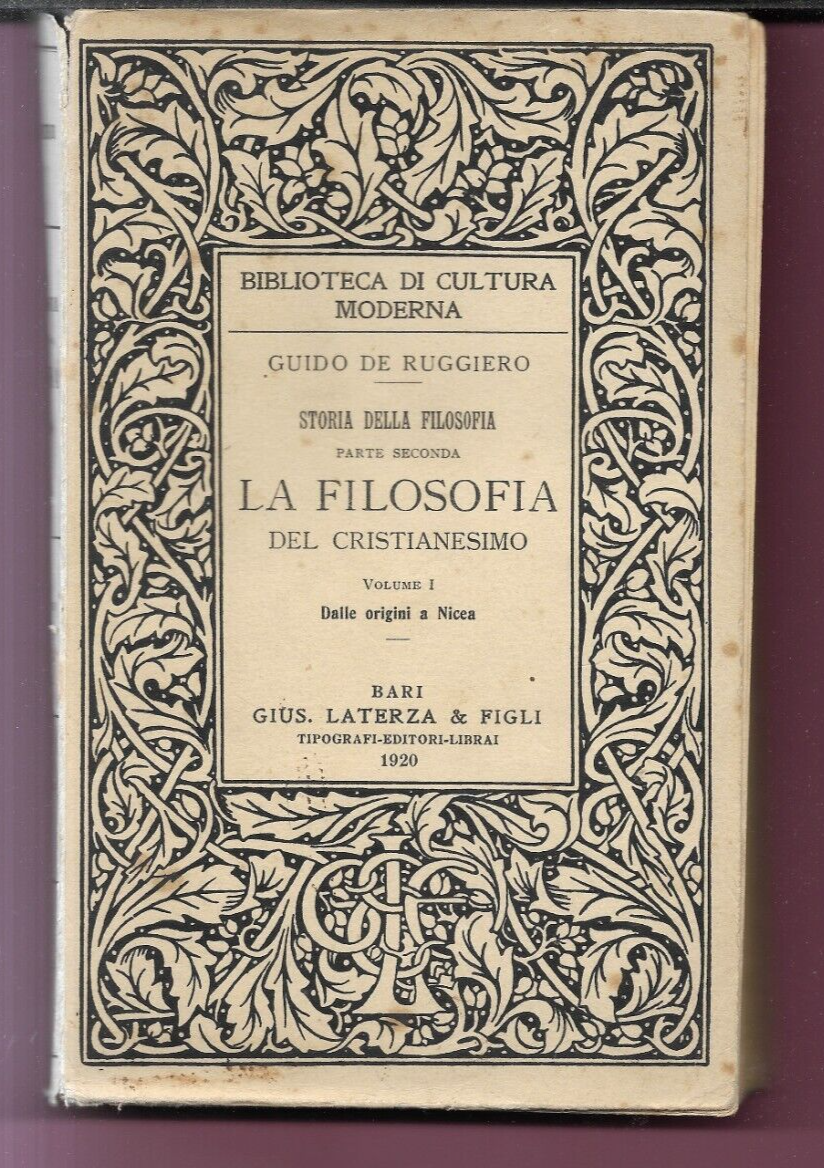 BIBLIOTECA DI CULTURA
MODERNA
GUIDO DE RUGGIERO
STORIA DELLA FILOSOFIA
PARTE SECONDA
LA FILOSOFIA
DEL CRISTIANESIMO
VOLUME I
Dalle origini a Nicea
BARI
GIUS. LATERZA & FIGLI
TIPOGRAFI-EDITORI-LIBRAI
1920